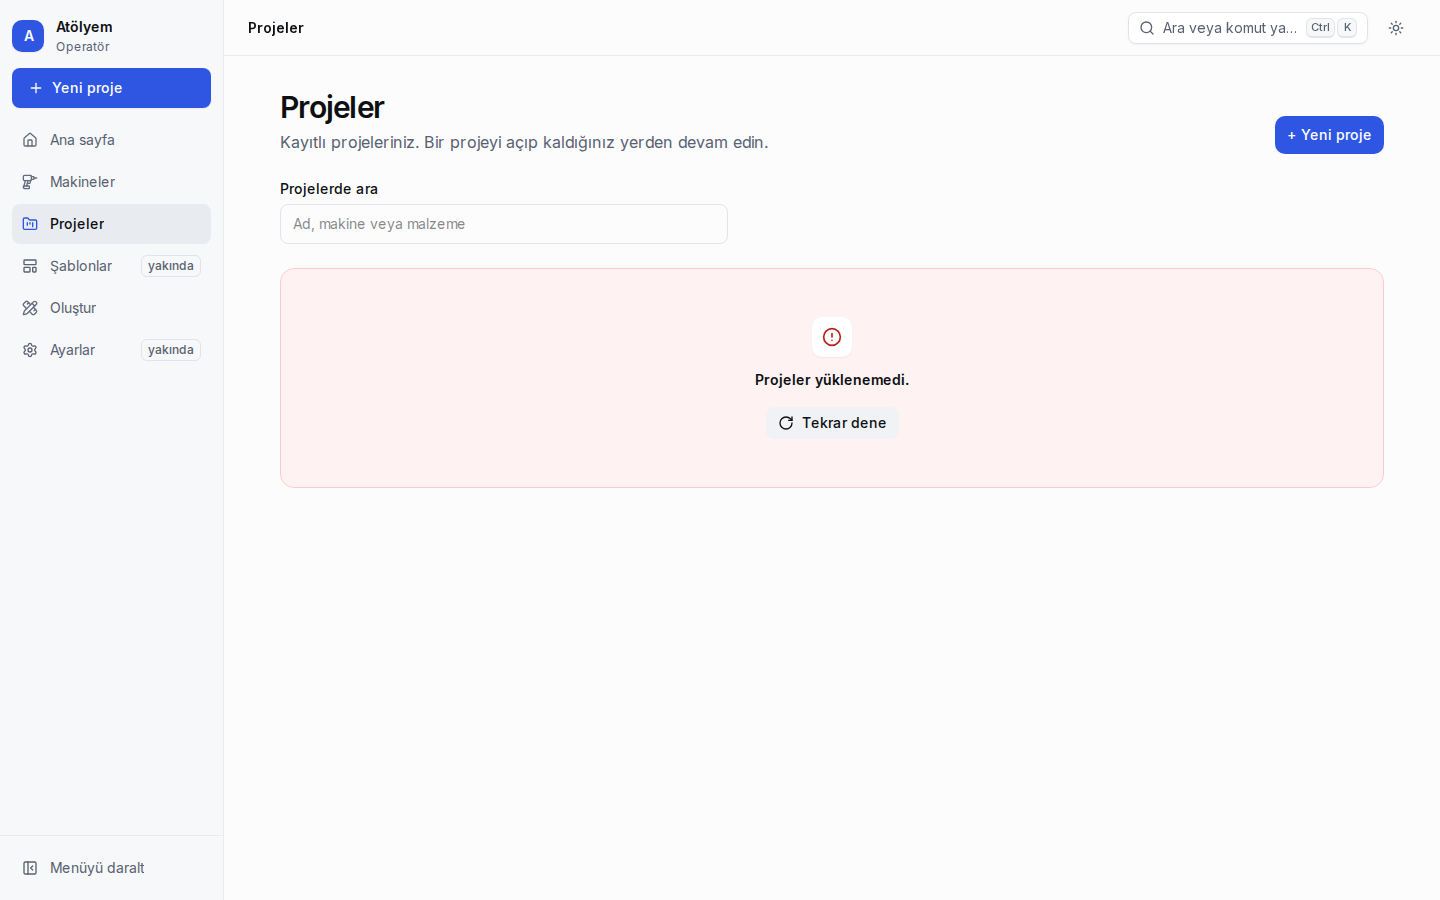 A
Atölyem
Operatör
Yeni proje
Ana sayfa
Makineler
Projeler
Şablonlar yakında
Oluştur
Ayarlar yakında
Menüyü daralt
Projeler
Ara veya komut ya… Ctrl K
Projeler
Kayıtlı projeleriniz. Bir projeyi açıp kaldığınız yerden devam edin.
+ Yeni proje
Projelerde ara
Ad, makine veya malzeme
Projeler yüklenemedi.
Tekrar dene